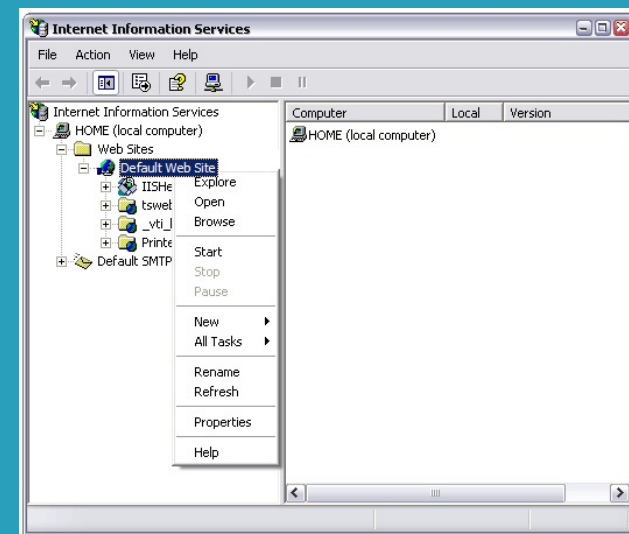 Internet Information Services
File Action View Help
Internet Information Services
HOME (local computer)
Web Sites
Default Web Site
IISHe
tsweb
_vti_
Printe
Default SMTP
Explore
Open
Browse
Start
Stop
Pause
New
All Tasks
Rename
Refresh
Properties
Help
Computer Local Version
HOME (local computer)